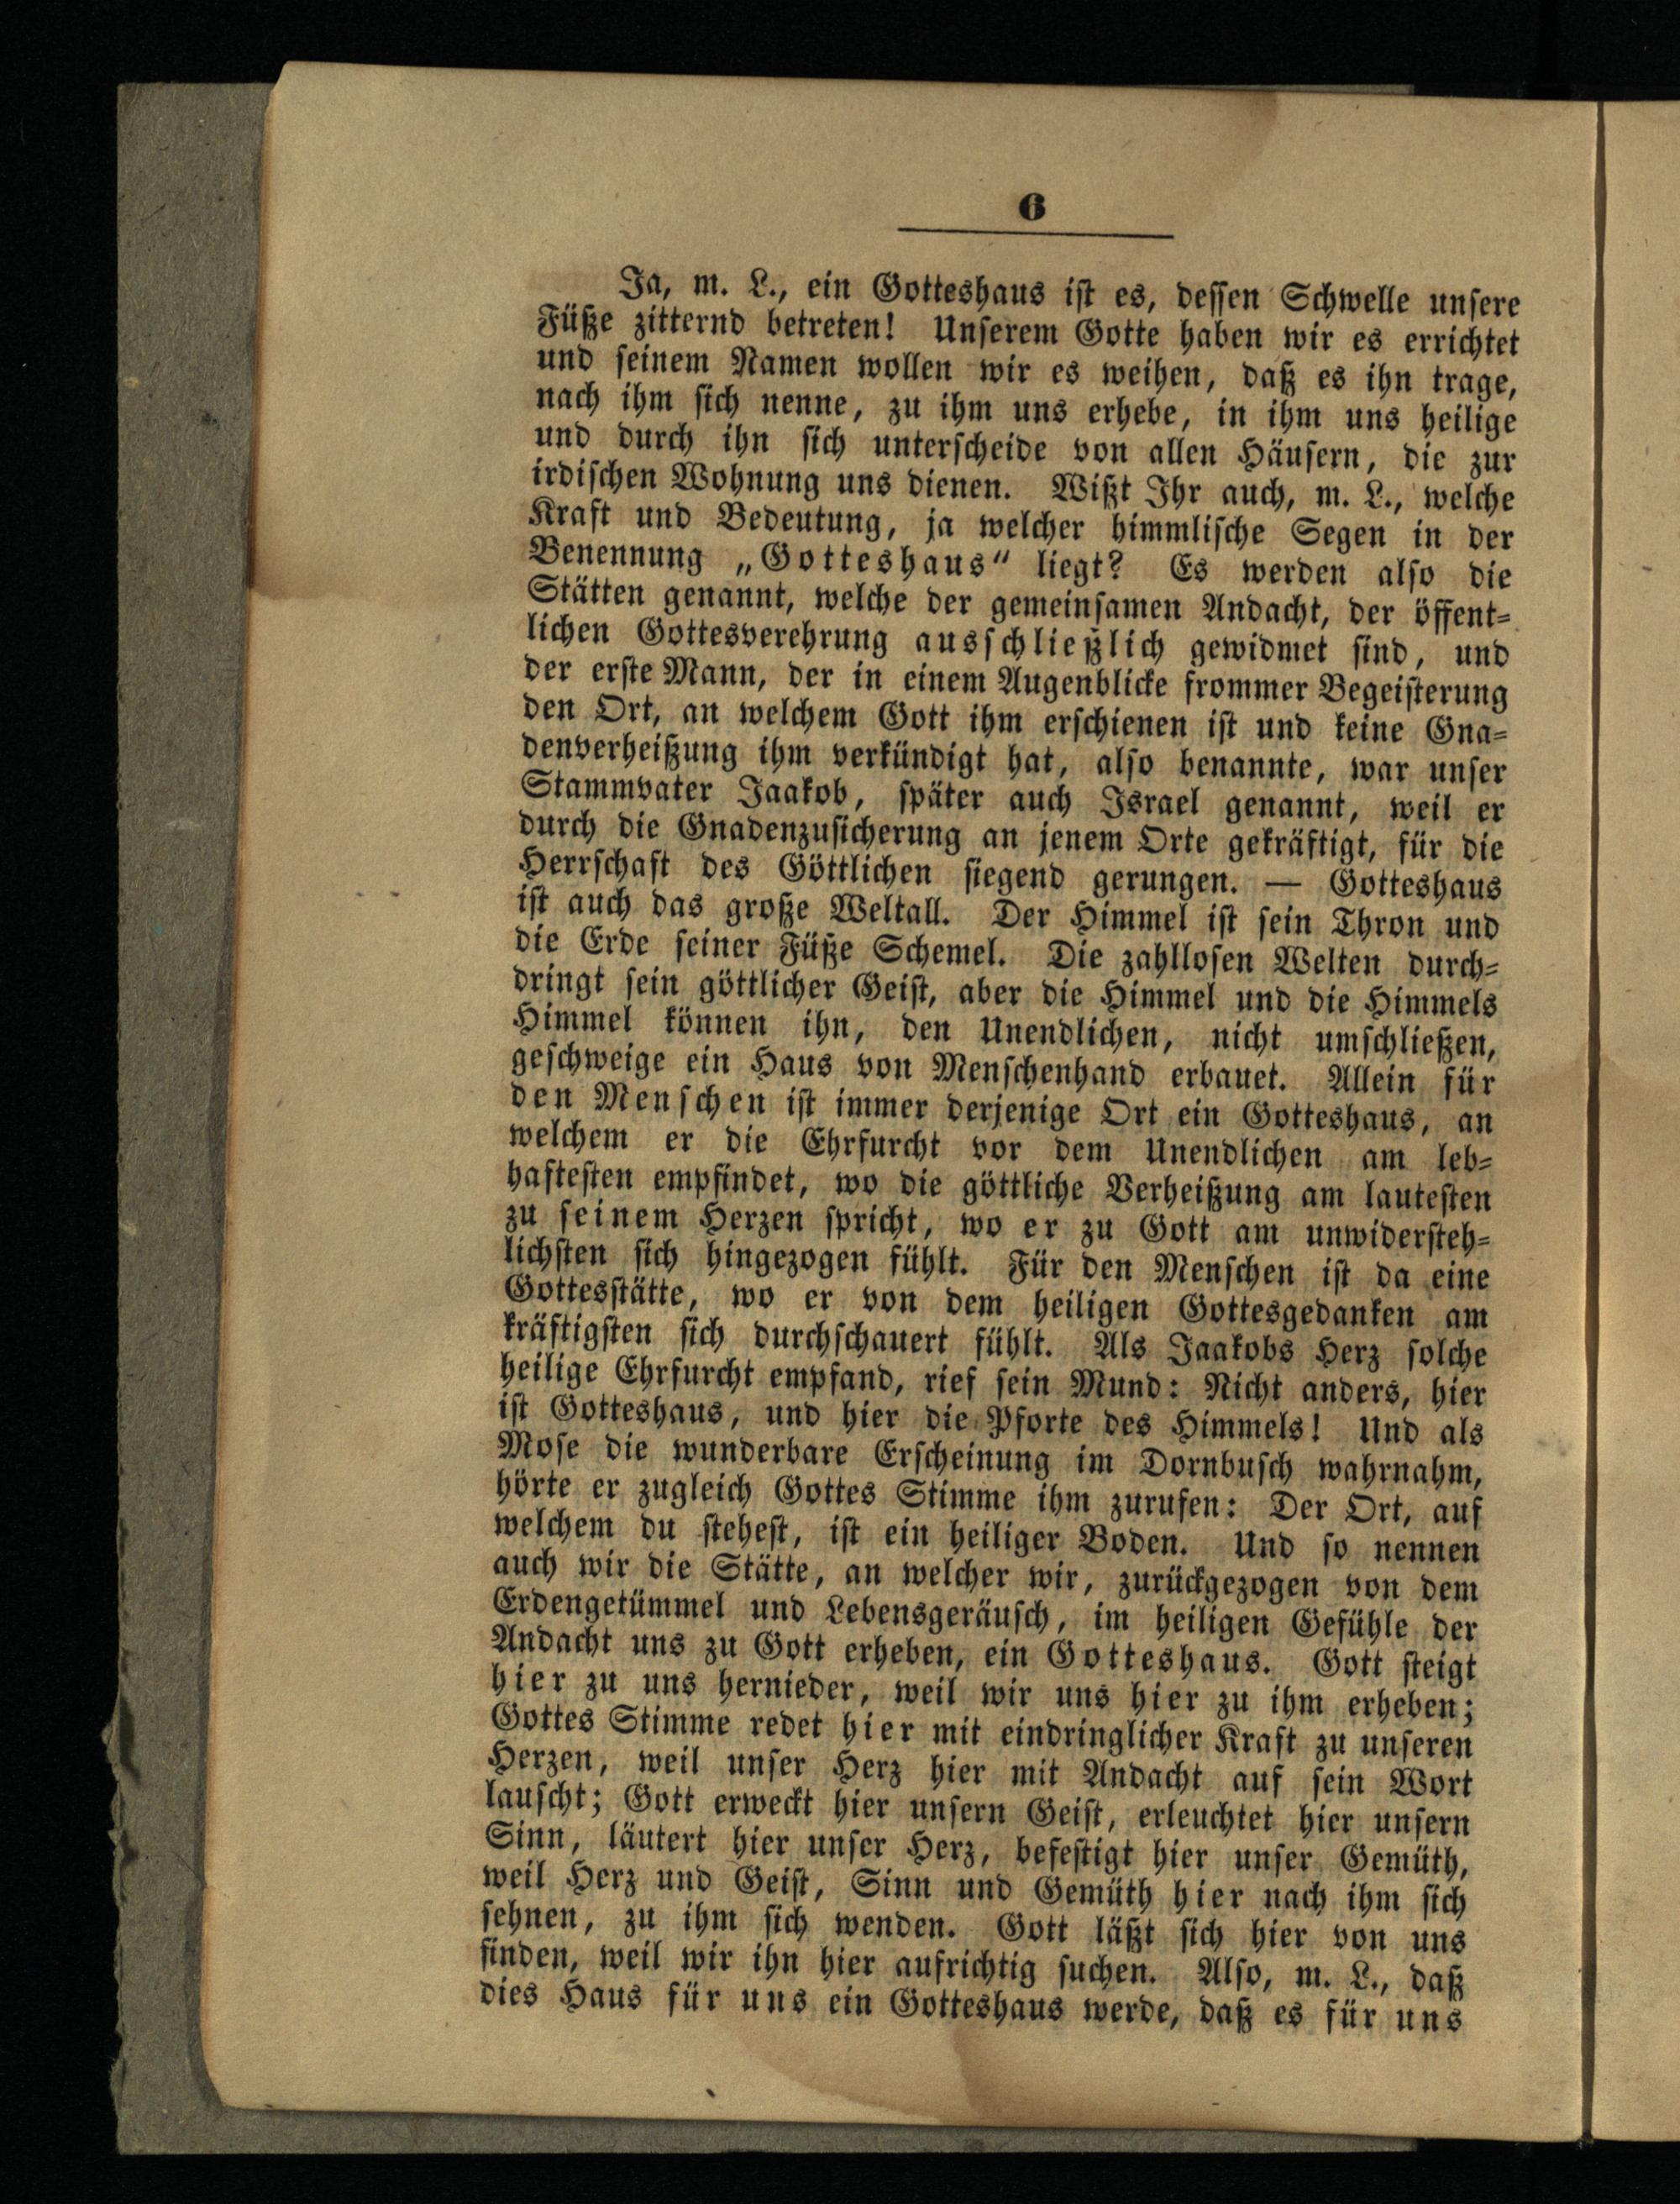 6
Ja, m. L., ein Gotteshaus ist es, dessen Schwelle unsere
Füße zitternd betreten! Unserem Gotte haben wir es errichtet
und seinem Namen wollen wir es weihen, daß es ihn trage,
nach ihm sich nenne, zu ihm uns erhebe, in ihm uns heilige
und durch ihn sich unterscheide von allen Häusern, die zur
irdischen Wohnung uns dienen. Wißt Ihr auch, m. L., welche
Kraft und Bedeutung, ja welcher himmlische Segen in der
Benennung „Gotteshaus“ liegt? Es werden also die
Stätten genannt, welche der gemeinsamen Andacht, der öffent-
lichen Gottesverehrung ausschließlich gewidmet sind, und
der erste Mann, der in einem Augenblicke frommer Begeisterung
den Ort, an welchem Gott ihm erschienen ist und keine Gna-
denverheißung ihm verkündigt hat, also benannte, war unser
Stammvater Jaakob, später auch Israel genannt, weil er
durch die Gnadenzusicherung an jenem Orte gekräftigt, für die
Herrschaft des Göttlichen siegend gerungen. — Gotteshaus
ist auch das große Weltall. Der Himmel ist sein Thron und
die Erde seiner Füße Schemel. Die zahllosen Welten durch-
dringt sein göttlicher Geist, aber die Himmel und die Himmels
Himmel können ihn, den Unendlichen, nicht umschließen,
geschweige ein Haus von Menschenhand erbauet. Allein für
den Menschen ist immer derjenige Ort ein Gotteshaus, an
welchem er die Ehrfurcht vor dem Unendlichen am leb-
haftesten empfindet, wo die göttliche Verheißung am lautesten
zu seinem Herzen spricht, wo er zu Gott am unwidersteh-
lichsten sich hingezogen fühlt. Für den Menschen ist da eine
Gottesstätte, wo er von dem heiligen Gottesgedanken am
kräftigsten sich durchschauert fühlt. Als Jaakobs Herz solche
heilige Ehrfurcht empfand, rief sein Mund: Nicht anders, hier
ist Gotteshaus, und hier die Pforte des Himmels! Und als
Mose die wunderbare Erscheinung im Dornbusch wahrnahm,
hörte er zugleich Gottes Stimme ihm zurufen: Der Ort, auf
welchem du stehest, ist ein heiliger Boden. Und so nennen
auch wir die Stätte, an welcher wir, zurückgezogen von dem
Erdengetümmel und Lebensgeräusch, im heiligen Gefühle der
Andacht uns zu Gott erheben, ein Gotteshaus. Gott steigt
hier zu uns hernieder, weil wir uns hier zu ihm erheben;
Gottes Stimme redet hier mit eindringlicher Kraft zu unseren
Herzen, weil unser Herz hier mit Andacht auf sein Wort
lauscht; Gott erweckt hier unsern Geist, erleuchtet hier unsern
Sinn, läutert hier unser Herz, befestigt hier unser Gemüth,
weil Herz und Geist, Sinn und Gemüth hier nach ihm sich
sehnen, zu ihm sich wenden. Gott läßt sich hier von uns
finden, weil wir ihn hier aufrichtig suchen. Also, m. L., daß
dies Haus für uns ein Gotteshaus werde, daß es für uns